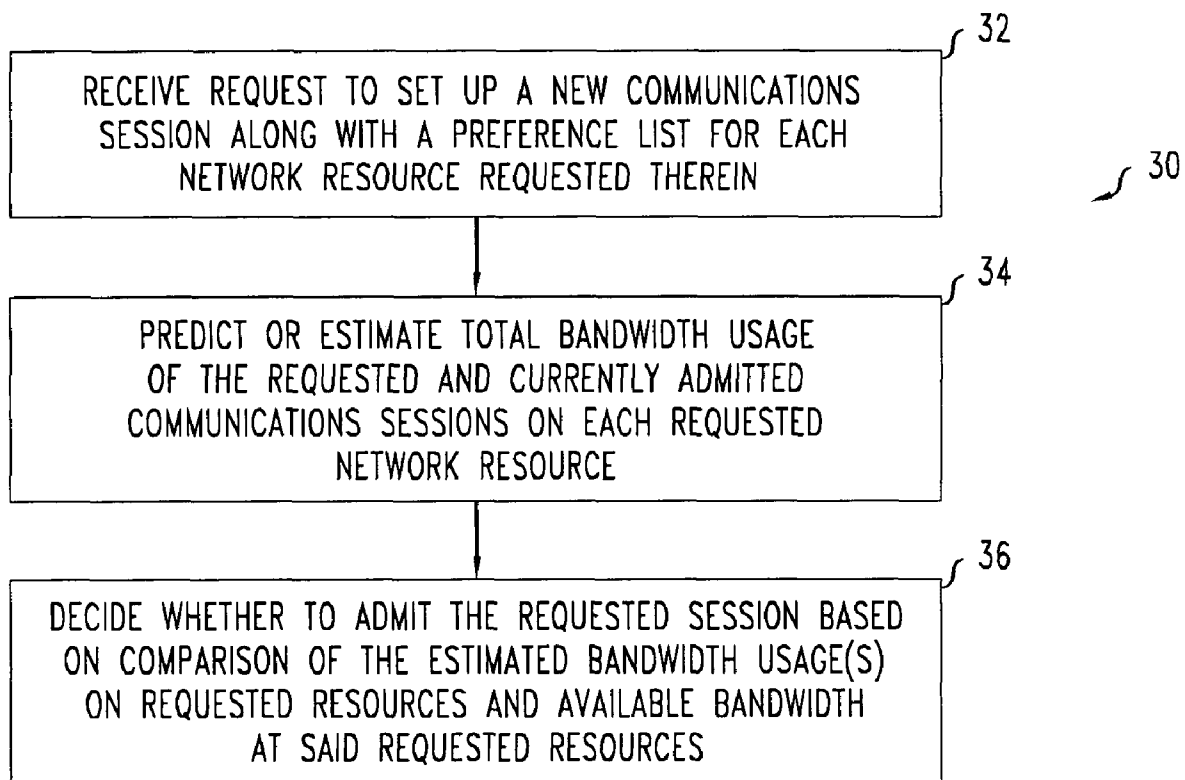 32
RECEIVE REQUEST TO SET UP A NEW COMMUNICATIONS
SESSION ALONG WITH A PREFERENCE LIST FOR EACH
NETWORK RESOURCE REQUESTED THEREIN
30
34
PREDICT OR ESTIMATE TOTAL BANDWIDTH USAGE
OF THE REQUESTED AND CURRENTLY ADMITTED
COMMUNICATIONS SESSIONS ON EACH REQUESTED
NETWORK RESOURCE
36
DECIDE WHETHER TO ADMIT THE REQUESTED SESSION BASED
ON COMPARISON OF THE ESTIMATED BANDWIDTH USAGE(S)
ON REQUESTED RESOURCES AND AVAILABLE BANDWIDTH
AT SAID REQUESTED RESOURCES